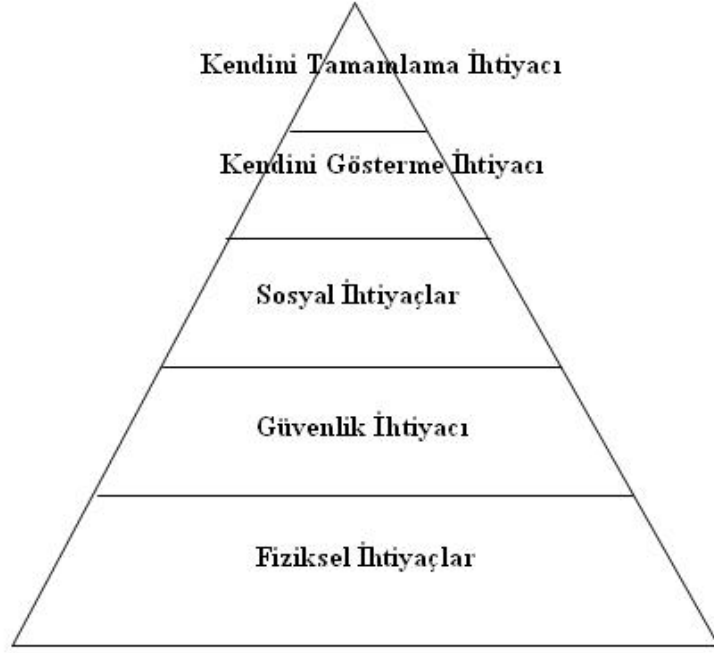 Kendini Tamamlama İhtiyacı
Kendini Gösterme İhtiyacı
Sosyal İhtiyaçlar
Güvenlik İhtiyacı
Fiziksel İhtiyaçlar